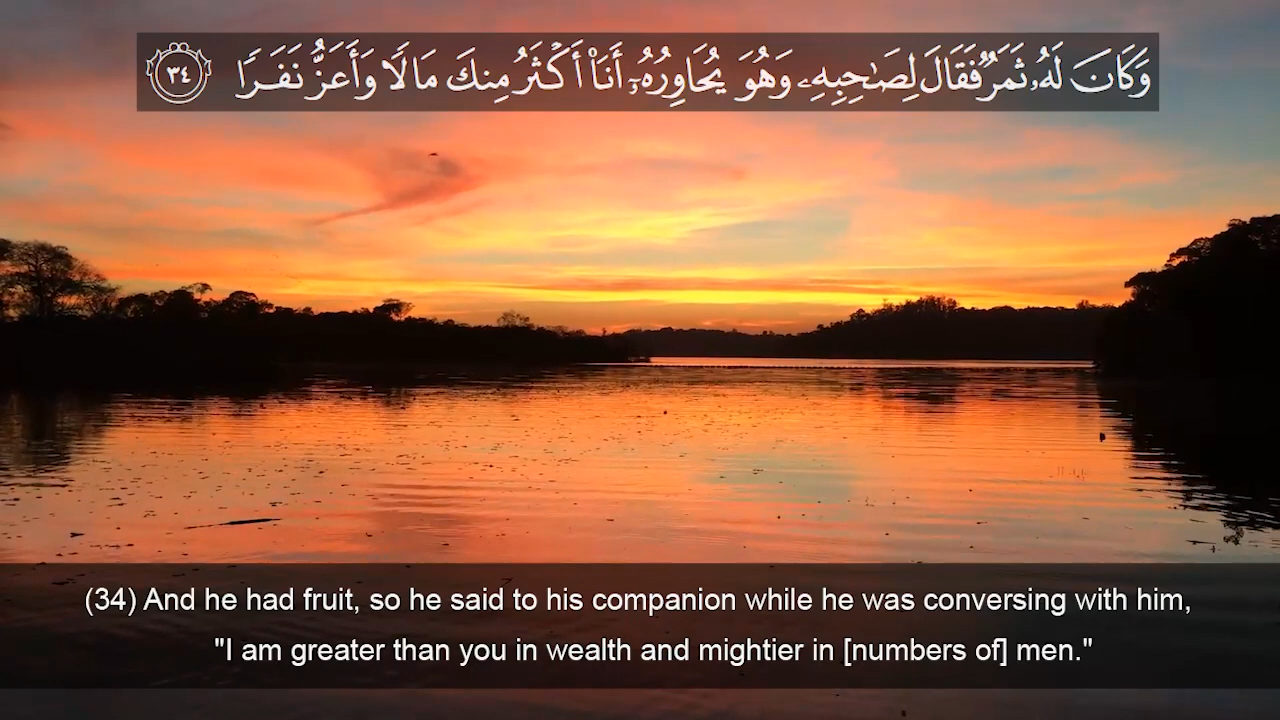 وَكَانَ لَهُۥ ثَمَرٌ فَقَالَ لِصَـٰحِبِهِۦ وَهُوَ يُحَاوِرُهُۥٓ أَنَا۠ أَكْثَرُ مِنكَ مَالًا وَأَعَزُّ نَفَرًا ٣٤
(34) And he had fruit, so he said to his companion while he was conversing with him,
"I am greater than you in wealth and mightier in [numbers of] men."